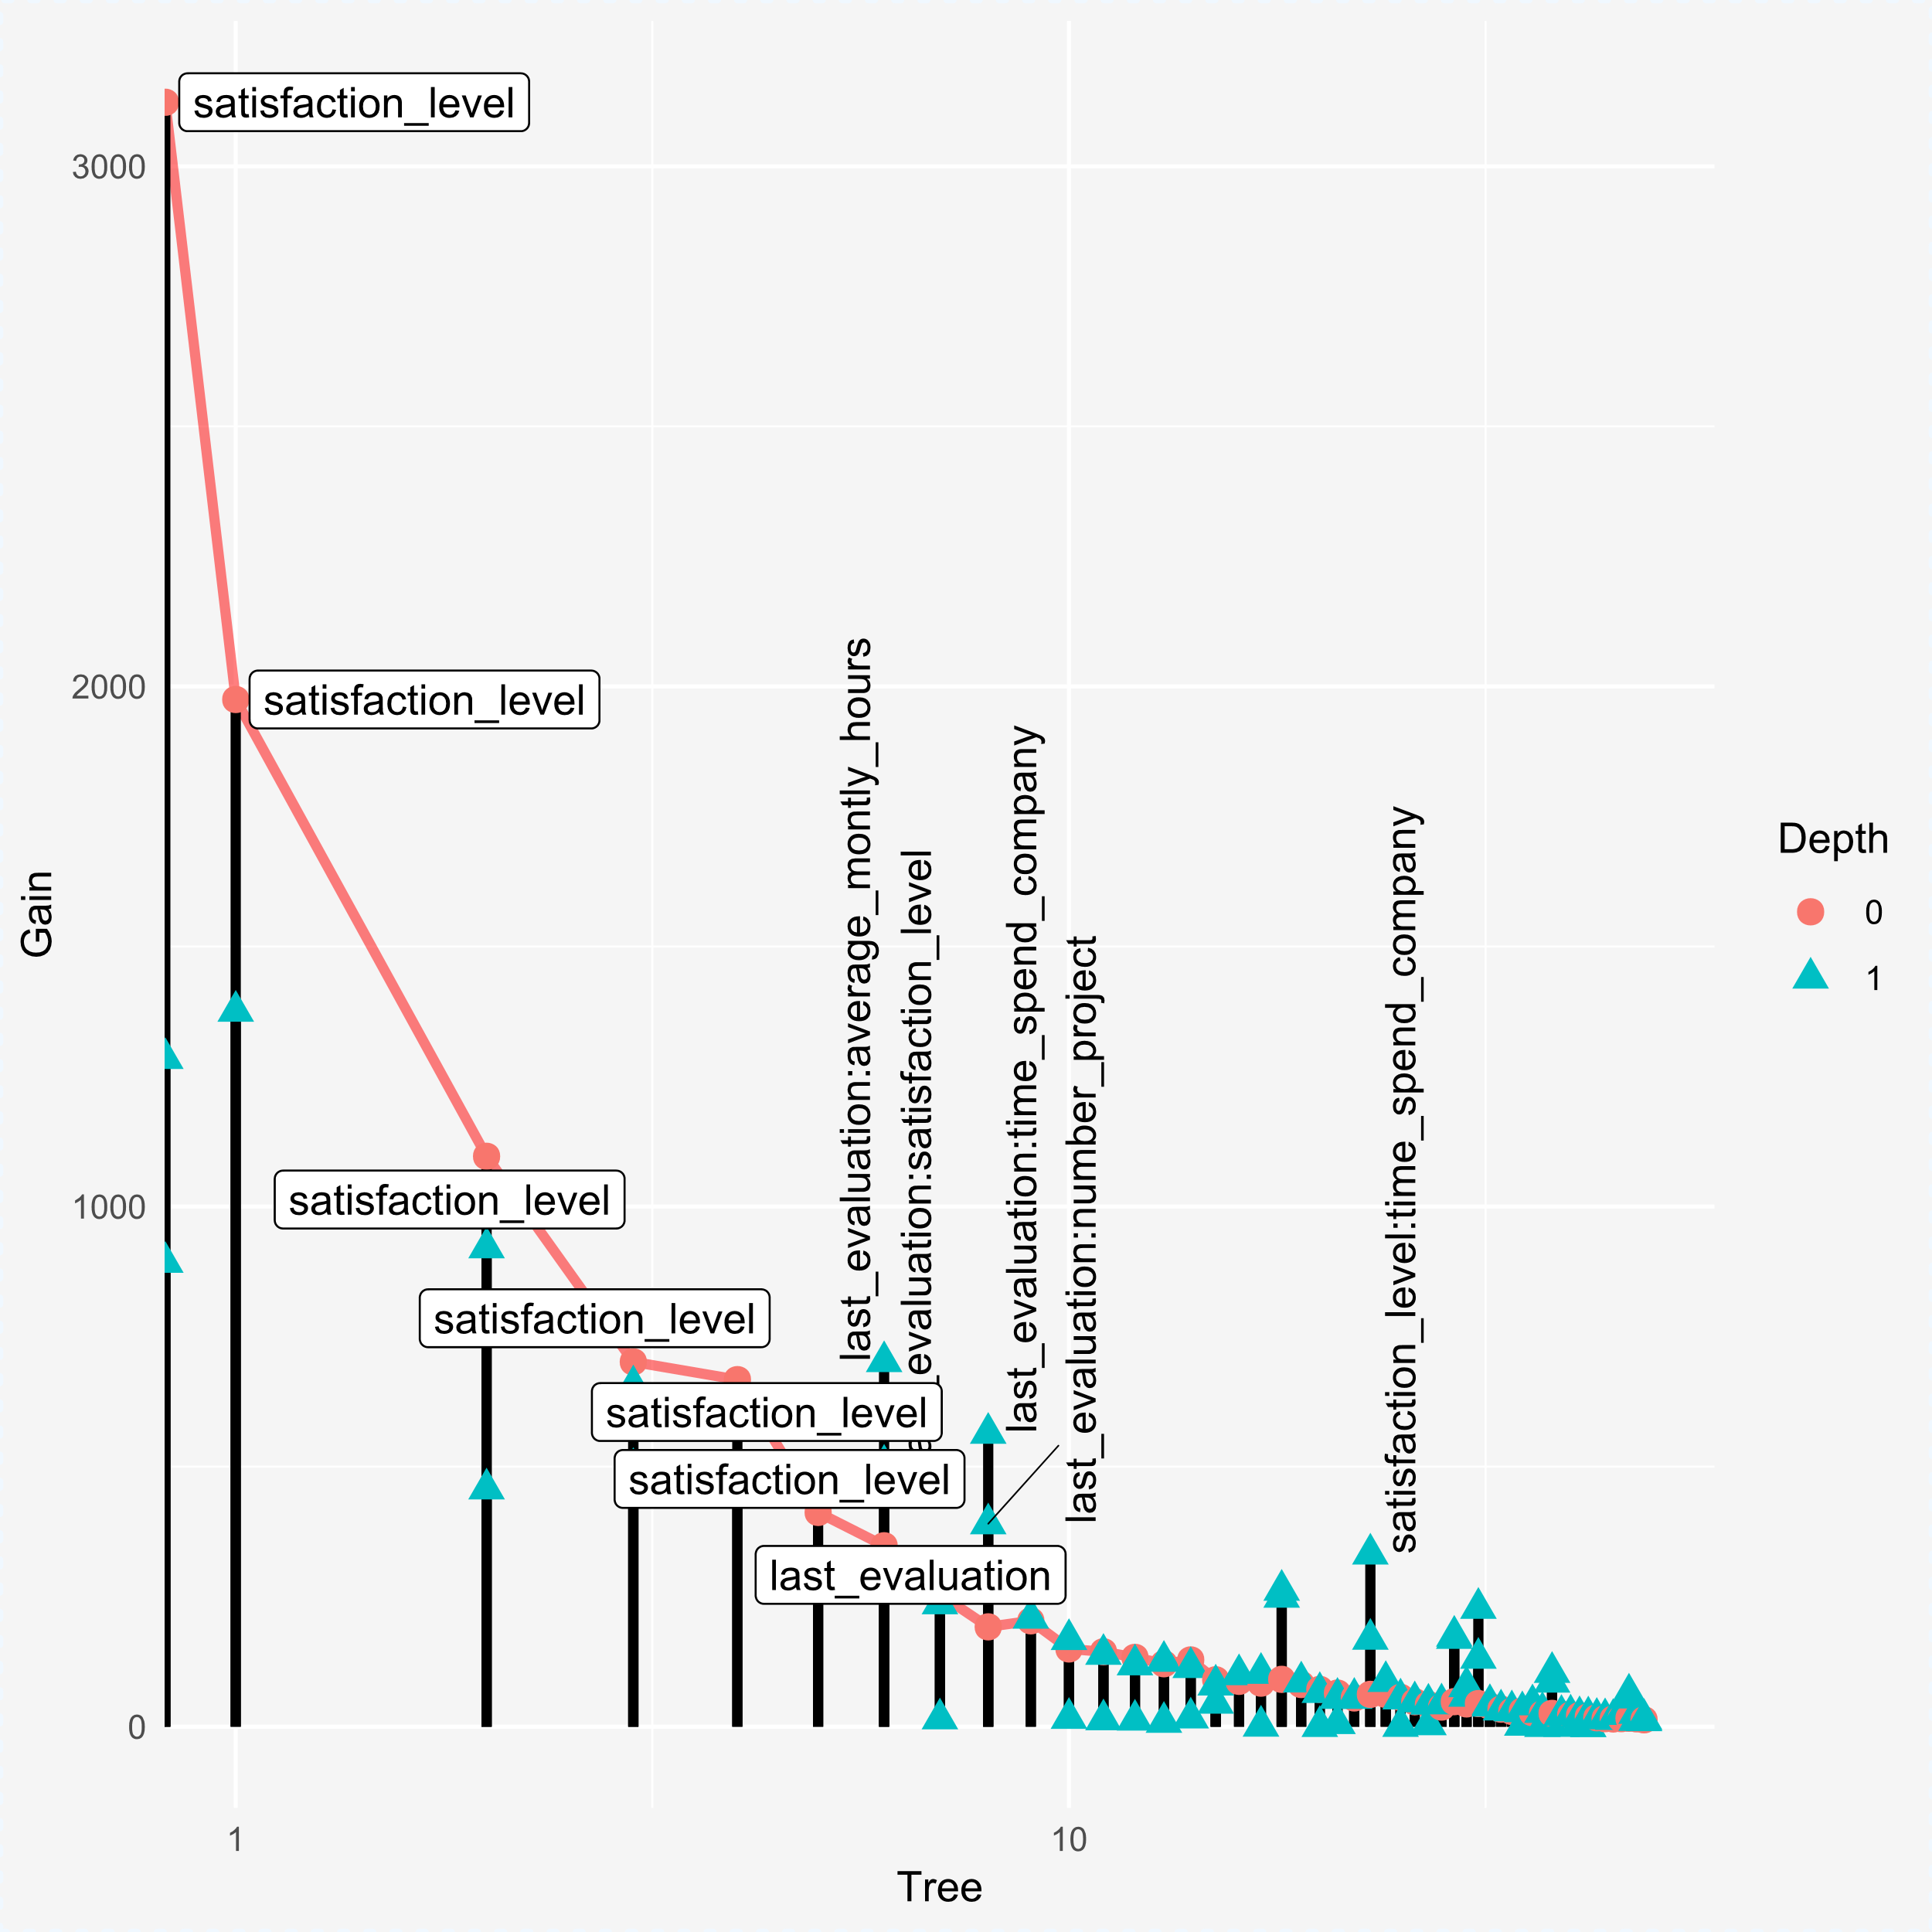 satisfaction_level
3000
satisfaction_level
2000
last_evaluation:average_montly_hours
evaluation:satisfaction_level
last_evaluation:time_spend_company
last_evaluation:number_project
satisfaction_level:time_spend_company
Gain
Depth
0
1
satisfaction_level
1000
satisfaction_level
satisfaction_level
satisfaction_level
last_evaluation
0
1
10
Tree